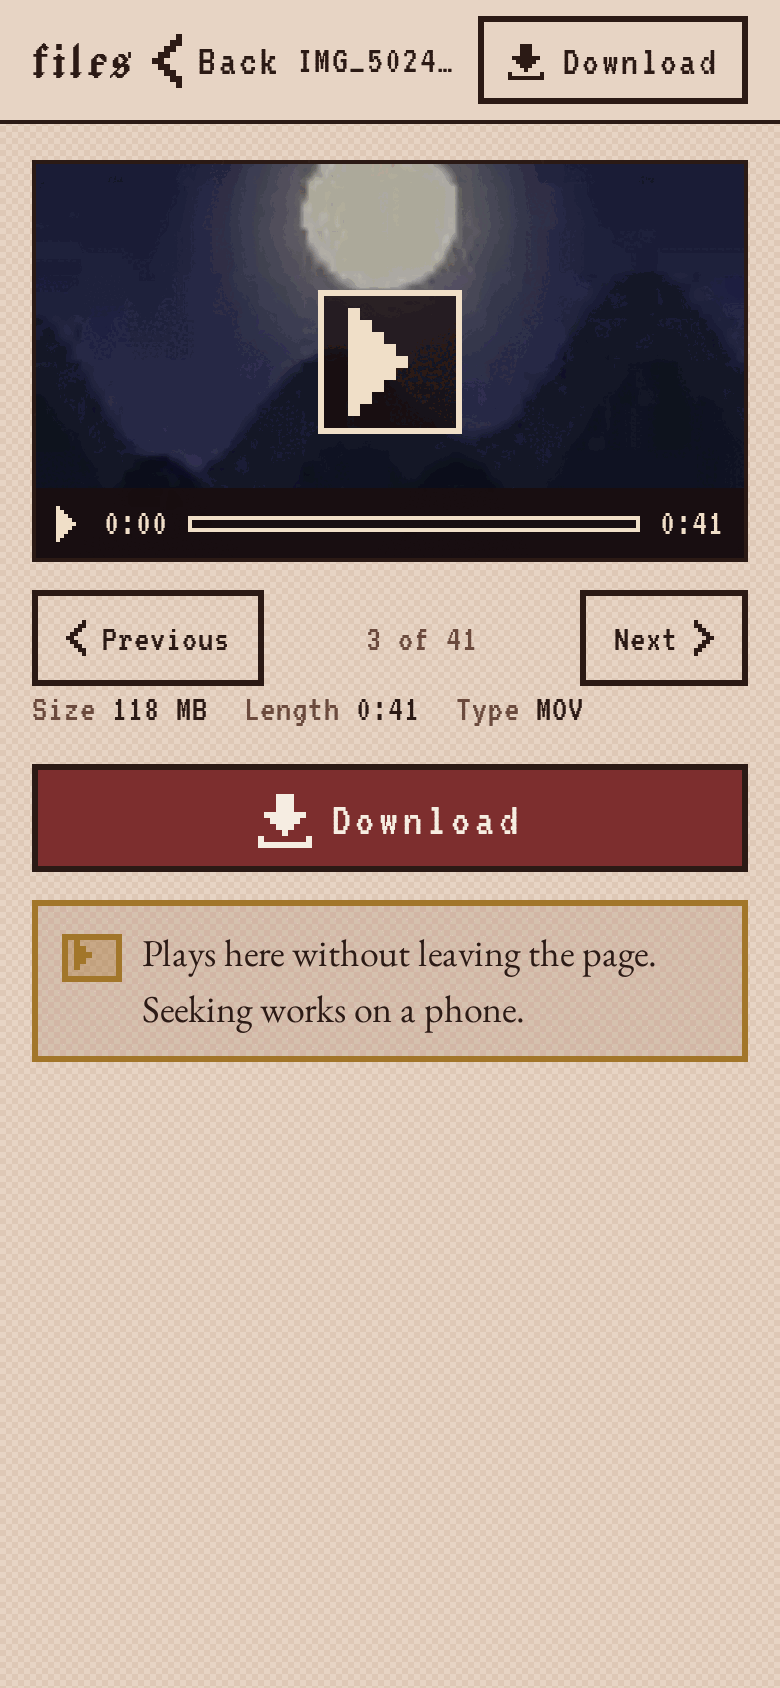 files Back IMG_5024… Download
0:00 0:41
Previous 3 of 41 Next
Size 118 MB Length 0:41 Type MOV
Download
Plays here without leaving the page.
Seeking works on a phone.